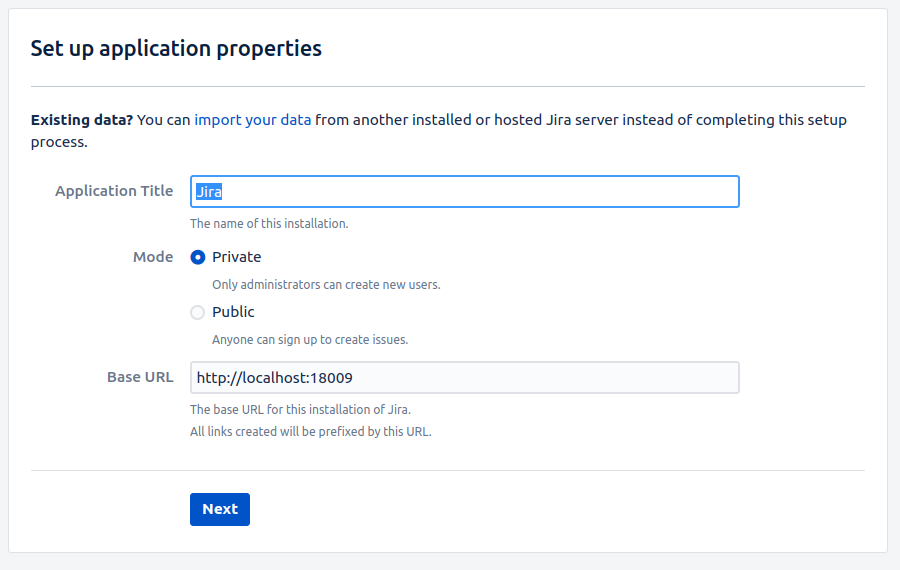 Set up application properties
Existing data? You can import your data from another installed or hosted Jira server instead of completing this setup
process.
Application Title
Jira
The name of this installation.
Mode
Private
Only administrators can create new users.
Public
Anyone can sign up to create issues.
Base URL
http://localhost:18009
The base URL for this installation of Jira.
All links created will be prefixed by this URL.
Next